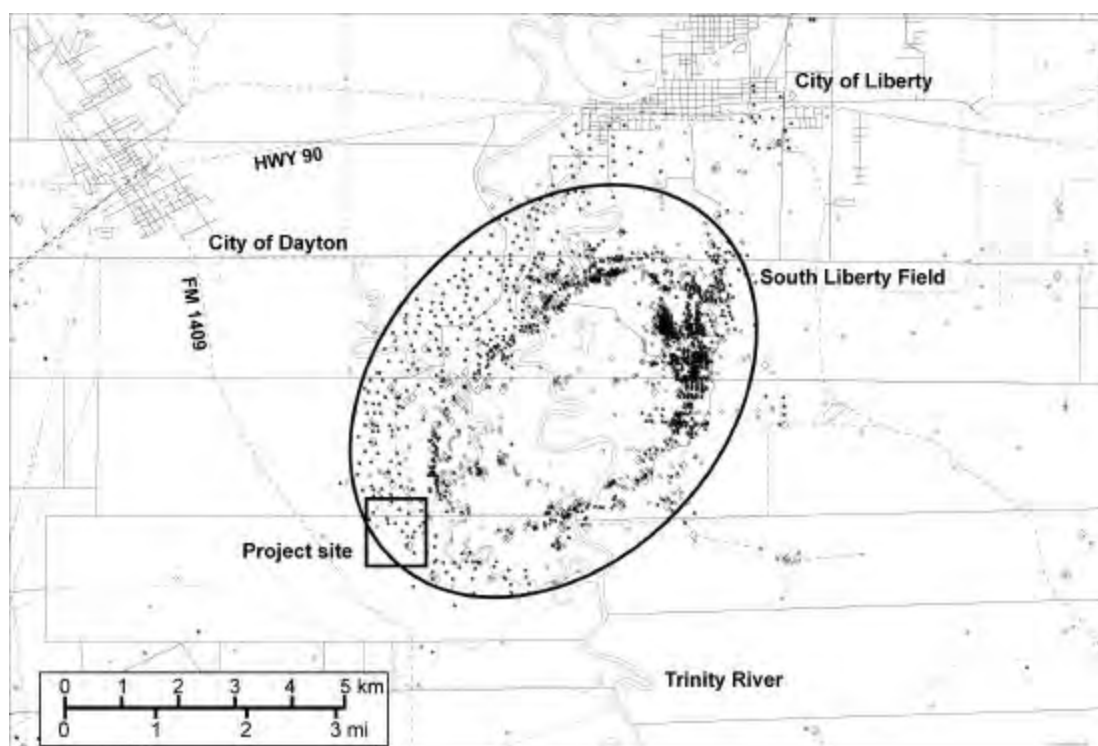 City of Liberty
HWY 90
City of Dayton
South Liberty Field
FM 1409
Project site
Trinity River
0 1 2 3 4 5 km
0 1 2 3 mi